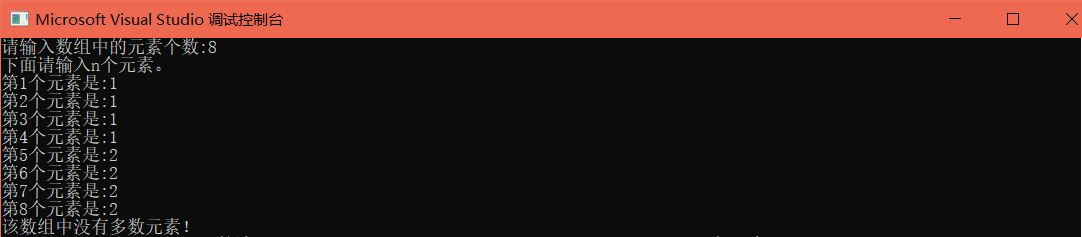 Microsoft Visual Studio 调试控制台
请输入数组中的元素个数:8
下面请输入n个元素。
第1个元素是:1
第2个元素是:1
第3个元素是:1
第4个元素是:1
第5个元素是:2
第6个元素是:2
第7个元素是:2
第8个元素是:2
该数组中没有多数元素!